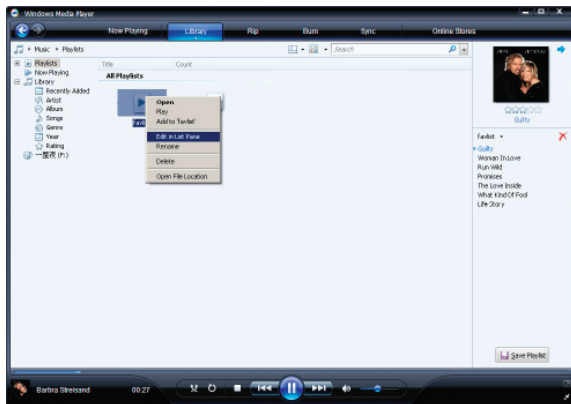 Windows Media Player
Now Playing Library Rip Burn Sync Online Stores
Music Playlists
Search
Playlists
Now Playing
Library
Recently Added
Artist
Album
Songs
Genre
Year
Rating
(F:)
Title Count
All Playlists
Open
Play
Add to 'favlist'
Edit in List Pane
Rename
Delete
Open File Location
Guilty
favlist
Guilty
Woman In Love
Run Wild
Promises
The Love Inside
What Kind Of Fool
Life Story
Save Playlist
Barbra Streisand 00:27